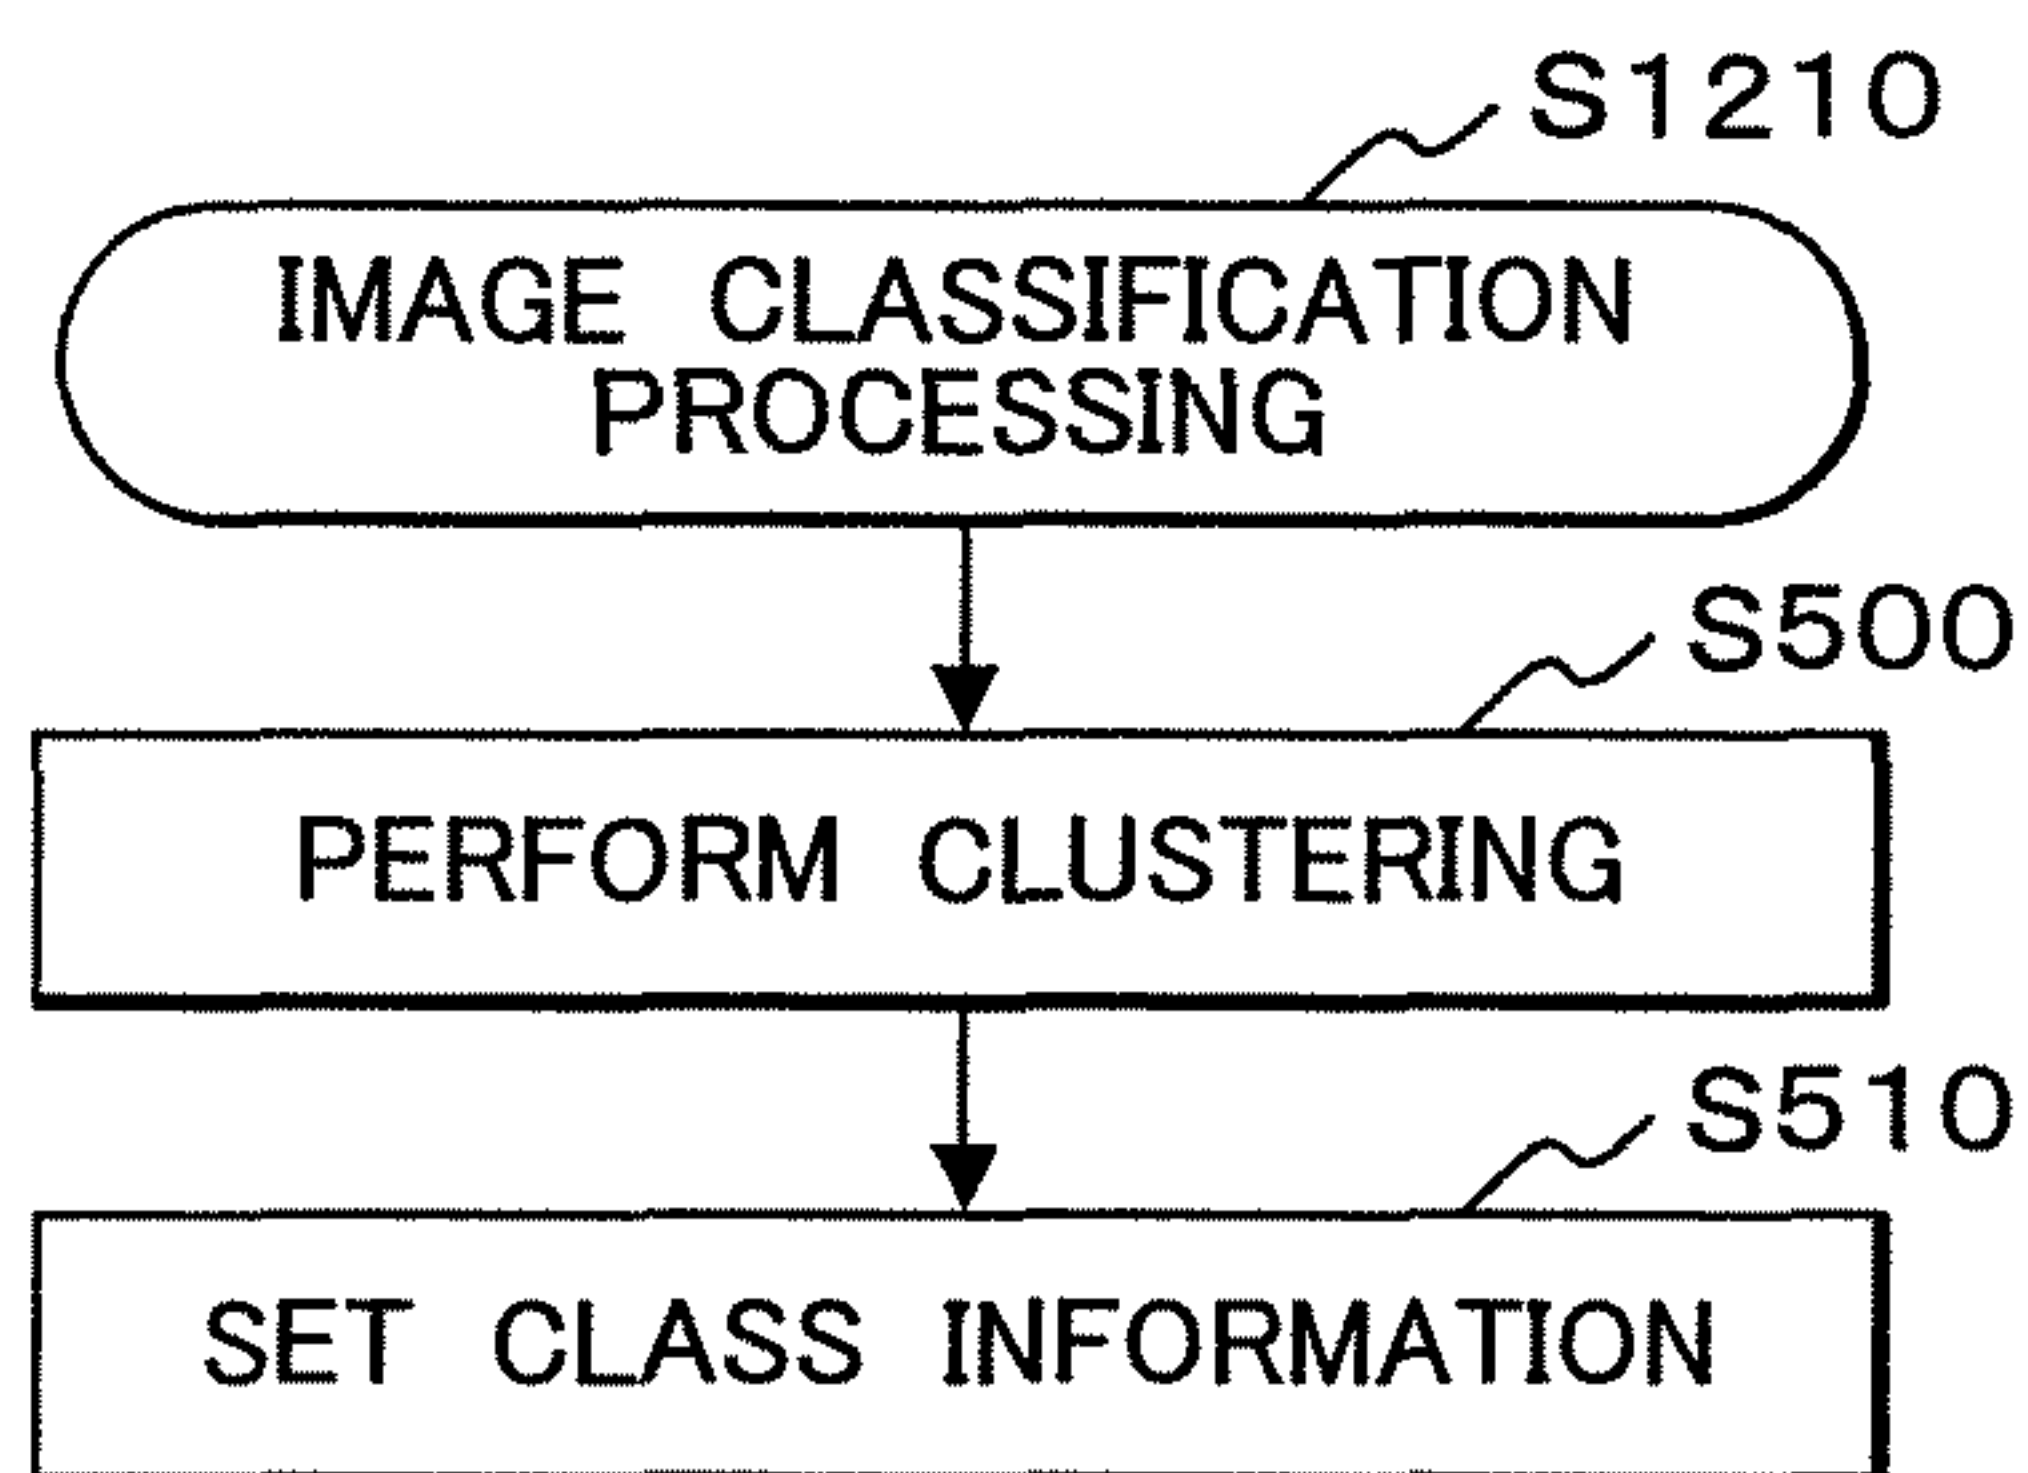 S1210
IMAGE CLASSIFICATION
PROCESSING
S500
PERFORM CLUSTERING
S510
SET CLASS INFORMATION